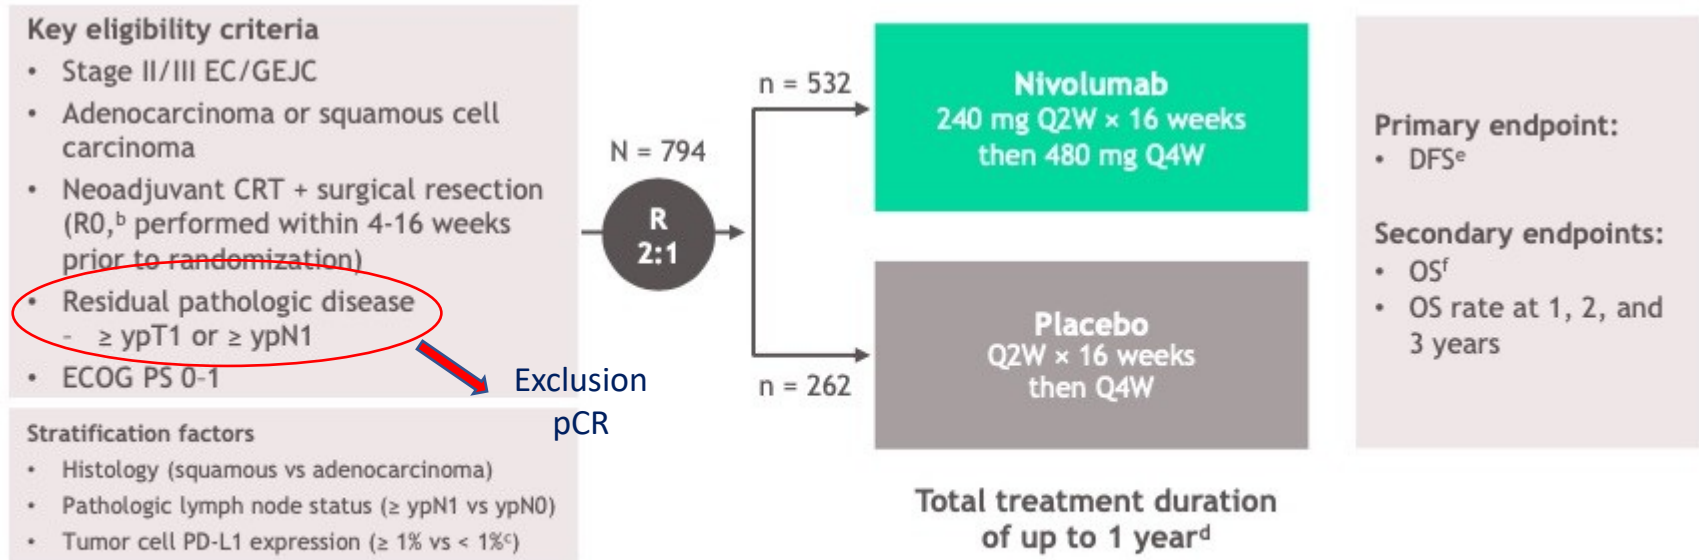 Key eligibility criteria
• Stage II/III EC/GEJC
• Adenocarcinoma or squamous cell
carcinoma
• Neoadjuvant CRT + surgical resection
(R0,ᵇ performed within 4-16 weeks
prior to randomization)
• Residual pathologic disease
- ≥ ypT1 or ≥ ypN1
• ECOG PS 0-1
Exclusion
pCR
Stratification factors
• Histology (squamous vs adenocarcinoma)
• Pathologic lymph node status (≥ ypN1 vs ypN0)
• Tumor cell PD-L1 expression (≥ 1% vs < 1%ᶜ)
N = 794
R
2:1
n = 532
Nivolumab
240 mg Q2W × 16 weeks
then 480 mg Q4W
n = 262
Placebo
Q2W × 16 weeks
then Q4W
Total treatment duration
of up to 1 yearᵈ
Primary endpoint:
• DFSᵉ
Secondary endpoints:
• OSᶠ
• OS rate at 1, 2, and
3 years